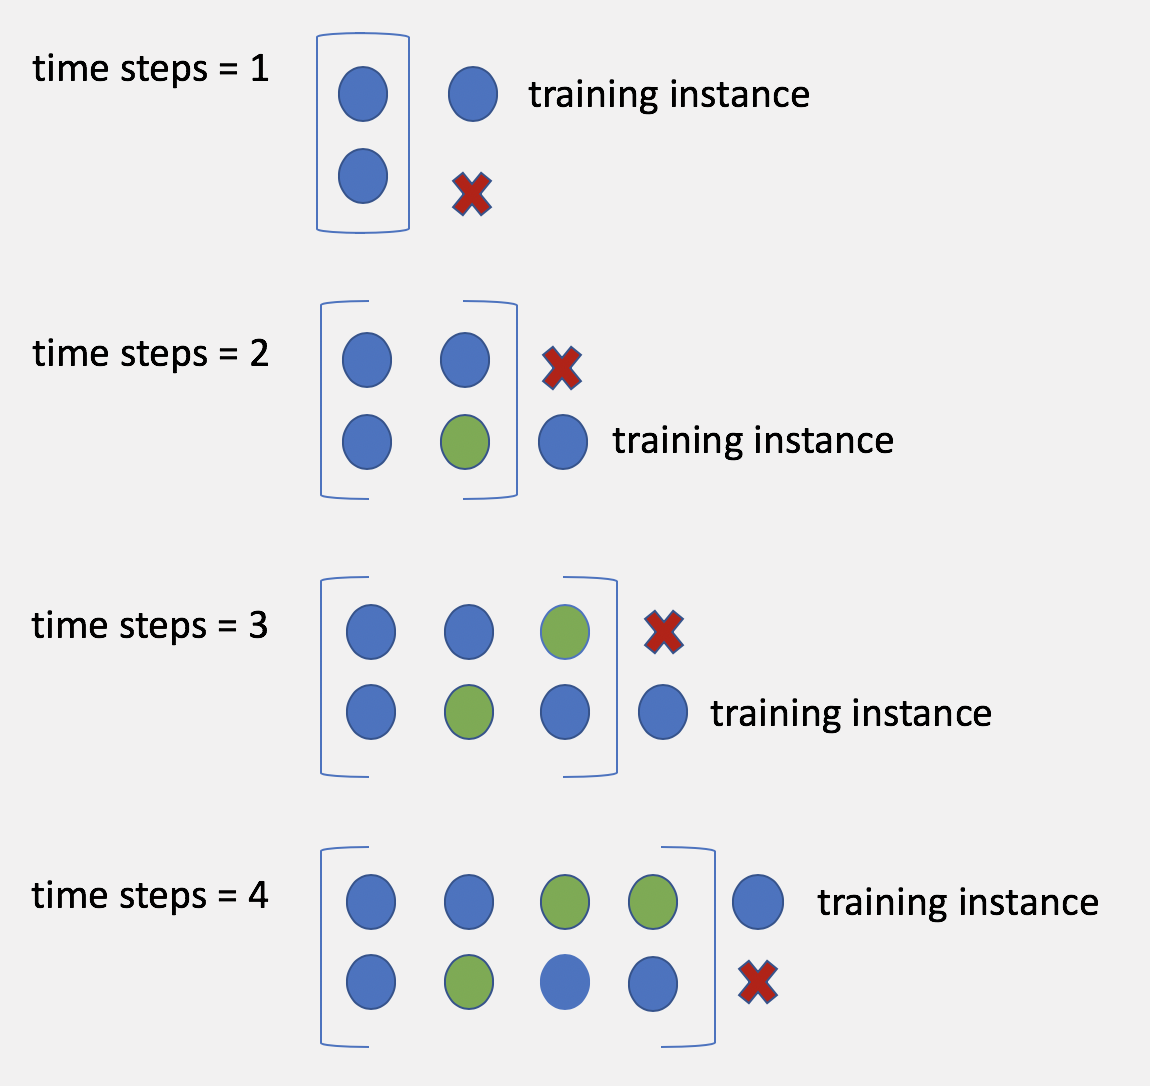 time steps = 1
training instance
time steps = 2
training instance
time steps = 3
training instance
time steps = 4
training instance